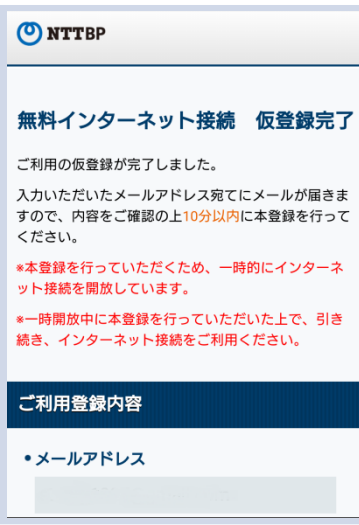 NTTBP
無料インターネット接続　仮登録完了
ご利用の仮登録が完了しました。
入力いただいたメールアドレス宛てにメールが届きま
すので、内容をご確認の上10分以内に本登録を行って
ください。
*本登録を行っていただくため、一時的にインターネ
ット接続を開放しています。
*一時開放中に本登録を行っていただいた上で、引き
続き、インターネット接続をご利用ください。
ご利用登録内容
•メールアドレス